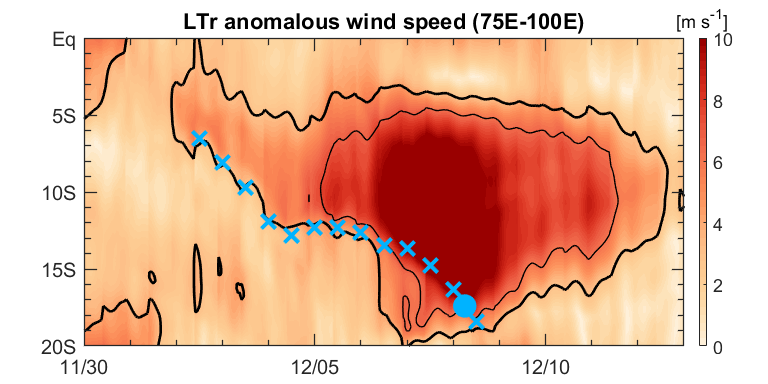 LTr anomalous wind speed (75E-100E)
[m s⁻¹]
Eq
5S
10S
15S
20S
11/30
12/05
12/10
10
8
6
4
2
0